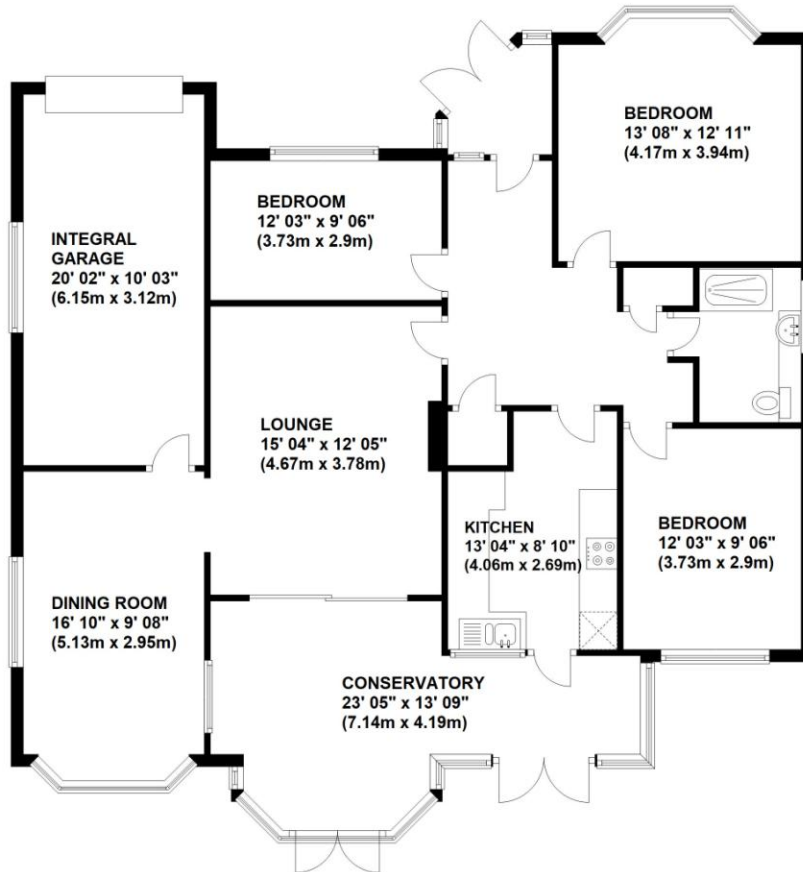 BEDROOM
13' 08" x 12' 11"
(4.17m x 3.94m)
BEDROOM
12' 03" x 9' 06"
(3.73m x 2.9m)
INTEGRAL
GARAGE
20' 02" x 10' 03"
(6.15m x 3.12m)
LOUNGE
15' 04" x 12' 05"
(4.67m x 3.78m)
KITCHEN
13' 04" x 8' 10"
(4.06m x 2.69m)
BEDROOM
12' 03" x 9' 06"
(3.73m x 2.9m)
DINING ROOM
16' 10" x 9' 08"
(5.13m x 2.95m)
CONSERVATORY
23' 05" x 13' 09"
(7.14m x 4.19m)